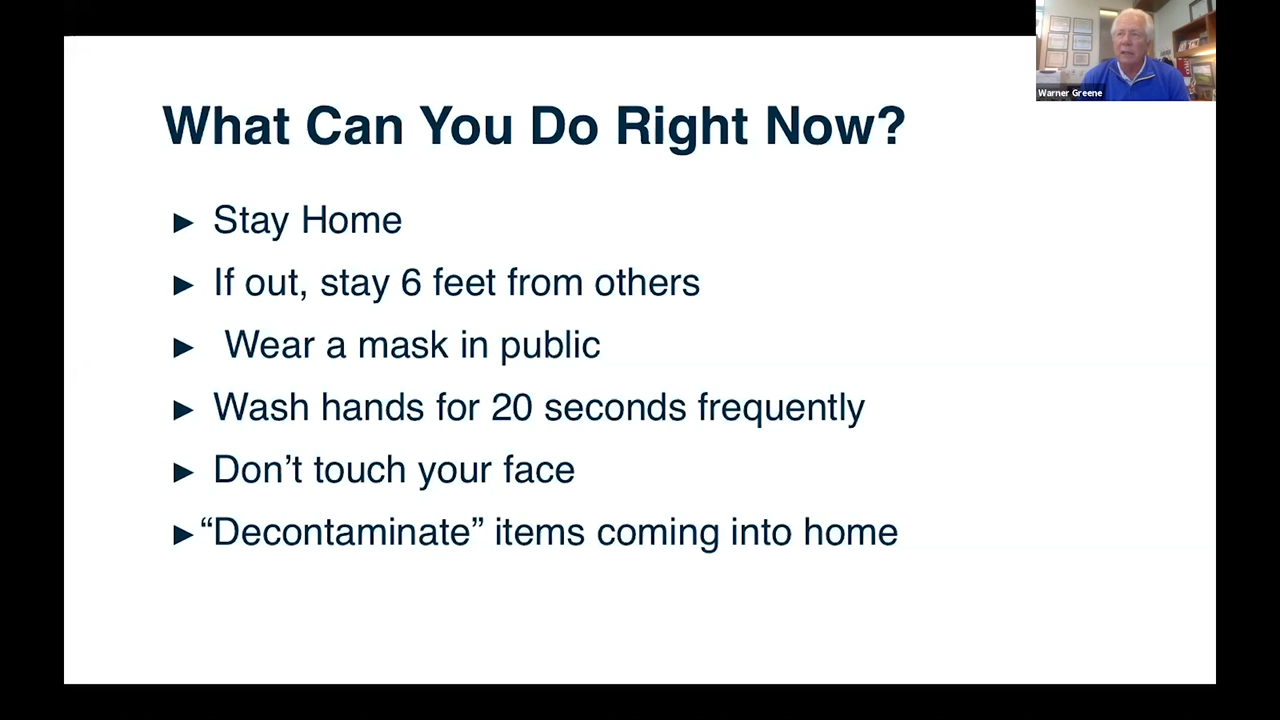 Warner Greene
What Can You Do Right Now?
► Stay Home
► If out, stay 6 feet from others
► Wear a mask in public
► Wash hands for 20 seconds frequently
► Don’t touch your face
►“Decontaminate” items coming into home